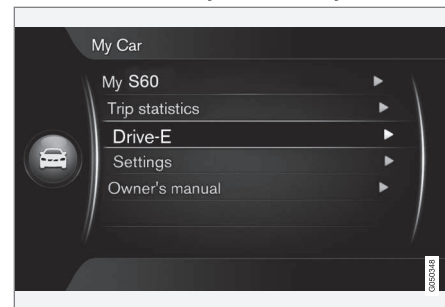 My Car
My S60
Trip statistics
Drive-E
Settings
Owner's manual
G050348